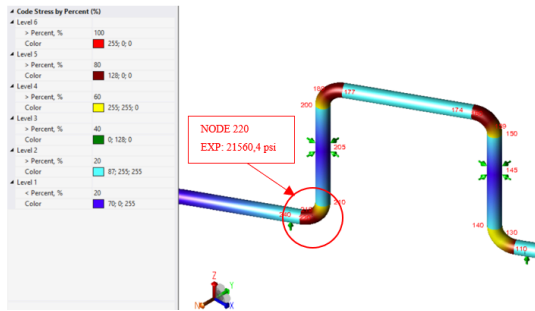 Code Stress by Percent (%)
Level 6
> Percent, % 100
Color 255; 0; 0
Level 5
> Percent, % 80
Color 128; 0; 0
Level 4
> Percent, % 60
Color 255; 255; 0
Level 3
> Percent, % 40
Color 0; 128; 0
Level 2
> Percent, % 20
Color 87; 255; 255
Level 1
< Percent, % 20
Color 70; 0; 255
177
200
174
150
NODE 220
EXP: 21560,4 psi
205
145
210
240
140
130
110
Z
Y
N
X